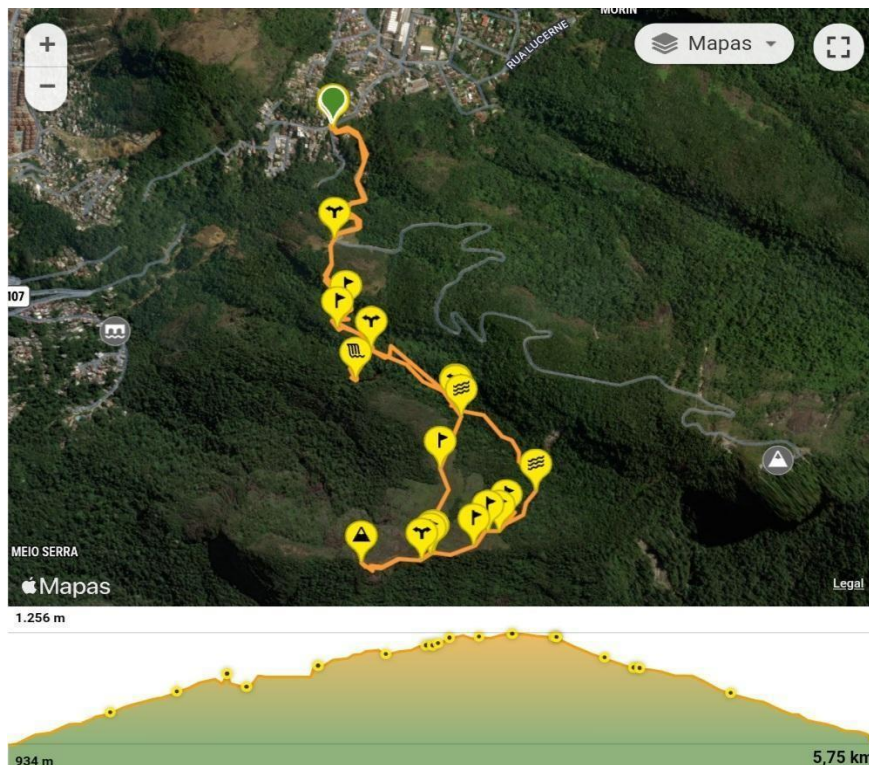 MORIN
Mapas
RUA LUCERNE
107
MEIO SERRA
Mapas
Legal
1.256 m
934 m
5,75 km